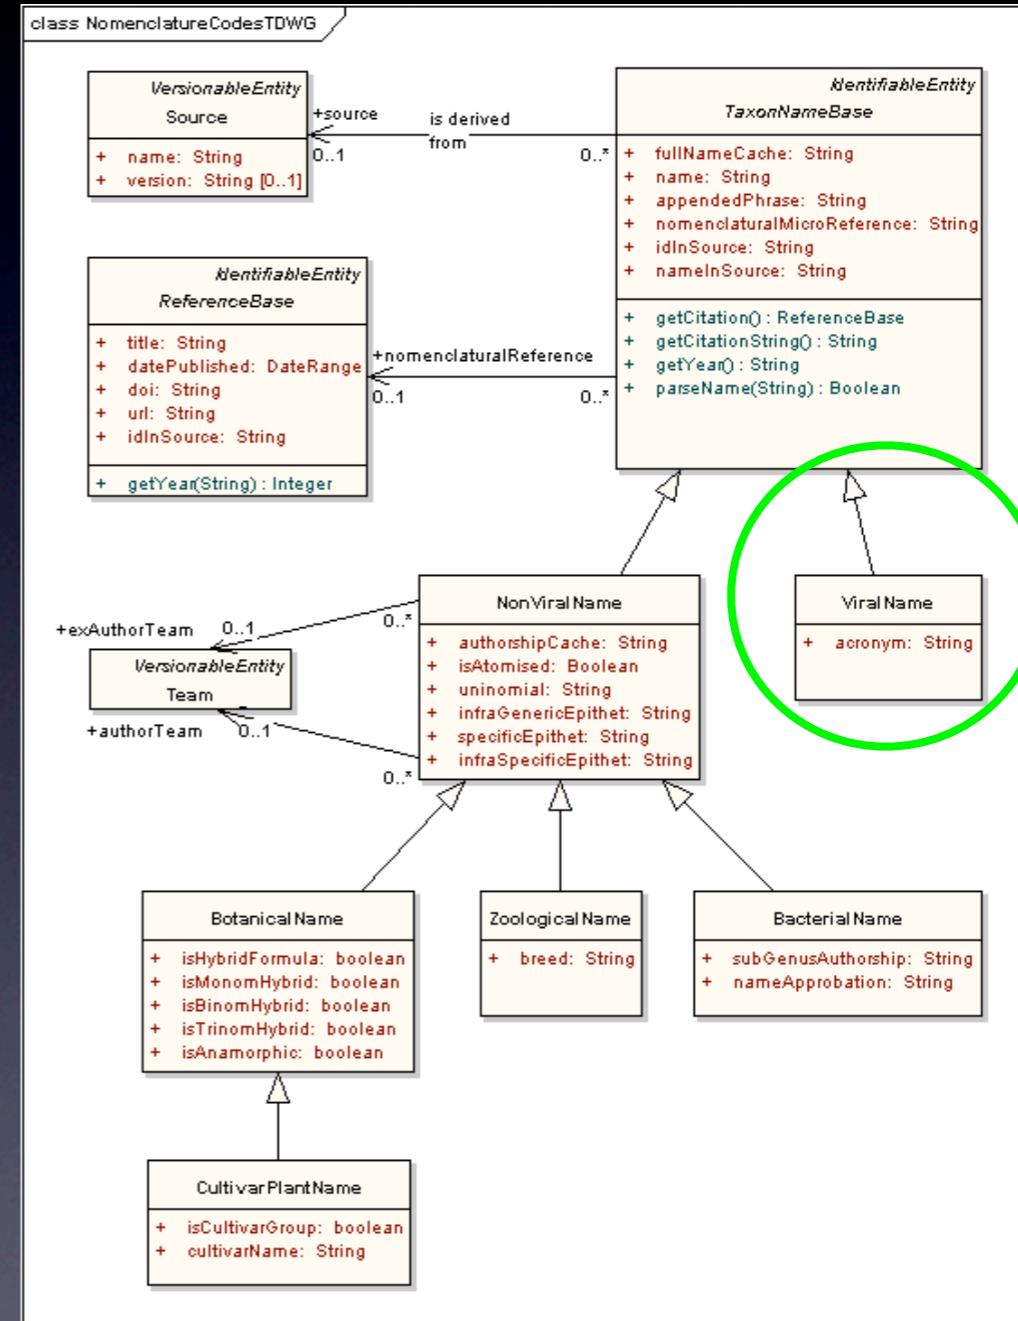 class NomenclatureCodesTDWG
VersionableEntity
Source
+ name: String
+ version: String [0..1]
+source
0..1
is derived
from
0..*
IdentifiableEntity
TaxonNameBase
+ fullNameCache: String
+ name: String
+ appendedPhrase: String
+ nomenclaturalMicroReference: String
+ idInSource: String
+ nameInSource: String
+ getCitation() : ReferenceBase
+ getCitationString() : String
+ getYear() : String
+ parseName(String) : Boolean
IdentifiableEntity
ReferenceBase
+ title: String
+ datePublished: DateRange
+ doi: String
+ url: String
+ idInSource: String
+ getYear(String) : Integer
+nomenclaturalReference
0..1
0..*
NonViralName
+ authorshipCache: String
+ isAtomised: Boolean
+ uninomial: String
+ infraGenericEpithet: String
+ specificEpithet: String
+ infraSpecificEpithet: String
ViralName
+ acronym: String
+exAuthorTeam
0..1
0..*
VersionableEntity
Team
+authorTeam
0..1
0..*
BotanicalName
+ isHybridFormula: boolean
+ isMonomHybrid: boolean
+ isBinomHybrid: boolean
+ isTrinomHybrid: boolean
+ isAnamorphic: boolean
ZoologicalName
+ breed: String
BacterialName
+ subGenusAuthorship: String
+ nameApprobation: String
CultivarPlantName
+ isCultivarGroup: boolean
+ cultivarName: String